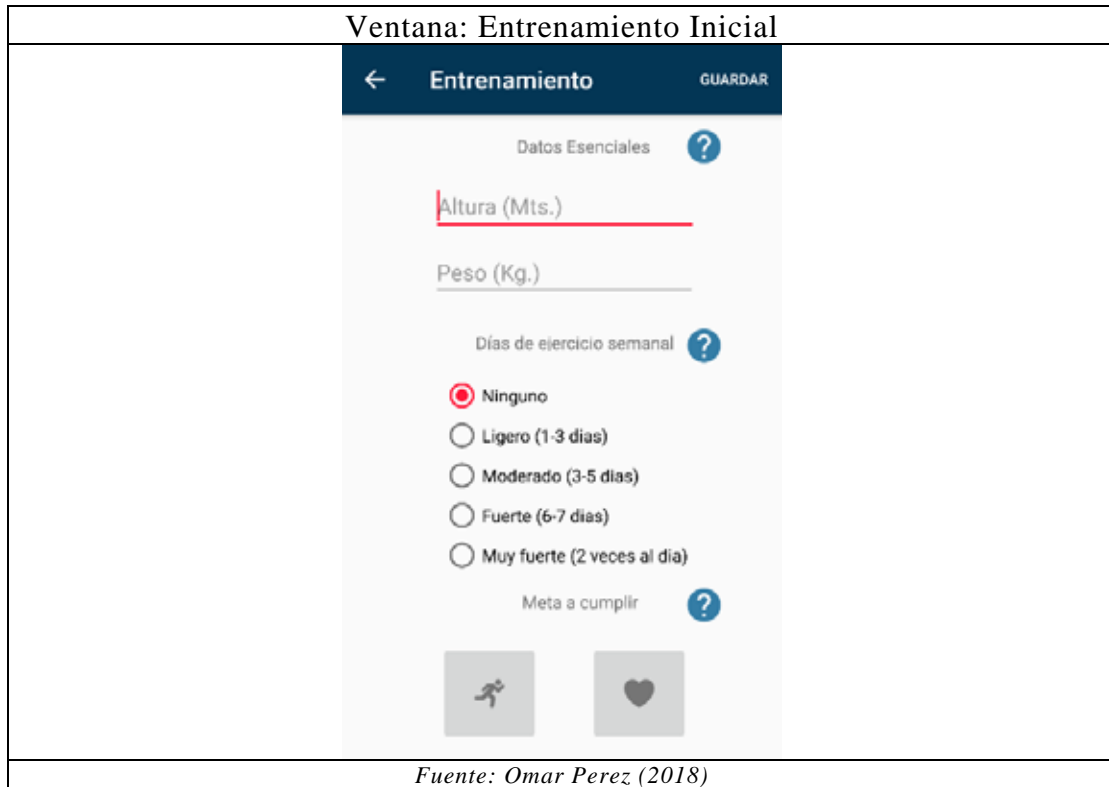 Ventana: Entrenamiento Inicial
Entrenamiento GUARDAR
Datos Esenciales ?
Altura (Mts.)
Peso (Kg.)
Días de ejercicio semanal ?
Ninguno
Ligero (1-3 dias)
Moderado (3-5 dias)
Fuerte (6-7 dias)
Muy fuerte (2 veces al dia)
Meta a cumplir ?
Fuente: Omar Perez (2018)